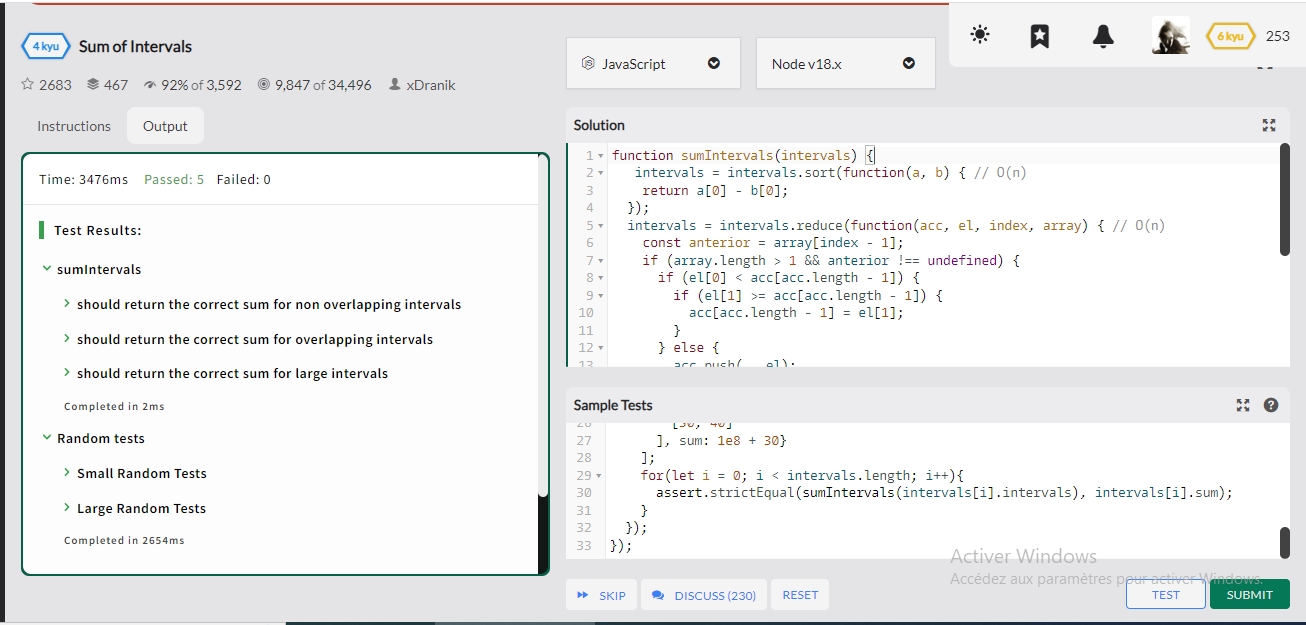 4 kyu Sum of Intervals
2683 467 92% of 3,592 9,847 of 34,496 xDranik
Instructions Output
Time: 3476ms Passed: 5 Failed: 0
Test Results:
sumIntervals
should return the correct sum for non overlapping intervals
should return the correct sum for overlapping intervals
should return the correct sum for large intervals
Completed in 2ms
Random tests
Small Random Tests
Large Random Tests
Completed in 2654ms
JavaScript Node v18.x
6 kyu 253
Solution
1 function sumIntervals(intervals) {
2 intervals = intervals.sort(function(a, b) { // O(n)
3 return a[0] - b[0];
4 });
5 intervals = intervals.reduce(function(acc, el, index, array) { // O(n)
6 const anterior = array[index - 1];
7 if (array.length > 1 && anterior !== undefined) {
8 if (el[0] < acc[acc.length - 1]) {
9 if (el[1] >= acc[acc.length - 1]) {
10 acc[acc.length - 1] = el[1];
11 }
12 } else {
13 acc.push(...el);
Sample Tests
26 [30, 40]
27 ], sum: 1e8 + 30}
28 ];
29 for(let i = 0; i < intervals.length; i++){
30 assert.strictEqual(sumIntervals(intervals[i].intervals), intervals[i].sum);
31 }
32 });
33 });
Activer Windows
Accédez aux paramètres pour activer Windows.
SKIP DISCUSS (230) RESET TEST SUBMIT